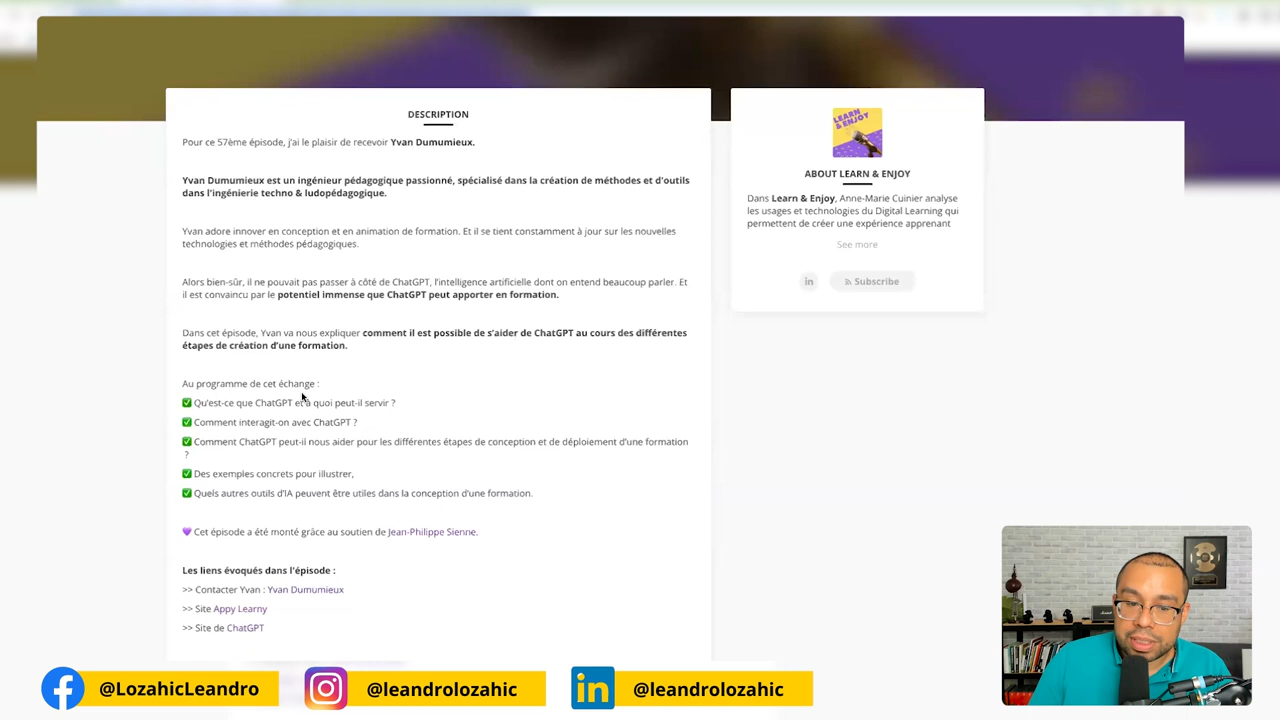 DESCRIPTION
Pour ce 57ème épisode, j'ai le plaisir de recevoir Yvan Dumumieux.
Yvan Dumumieux est un ingénieur pédagogique passionné, spécialisé dans la création de méthodes et d'outils
dans l'ingénierie techno & ludopédagogique.
Yvan adore innover en conception et en animation de formation. Et il se tient constamment à jour sur les nouvelles
technologies et méthodes pédagogiques.
Alors bien-sûr, il ne pouvait pas passer à côté de ChatGPT, l'intelligence artificielle dont on entend beaucoup parler. Et
il est convaincu par le potentiel immense que ChatGPT peut apporter en formation.
Dans cet épisode, Yvan va nous expliquer comment il est possible de s'aider de ChatGPT au cours des différentes
étapes de création d'une formation.
Au programme de cet échange :
✅ Qu'est-ce que ChatGPT et à quoi peut-il servir ?
✅ Comment interagit-on avec ChatGPT ?
✅ Comment ChatGPT peut-il nous aider pour les différentes étapes de conception et de déploiement d'une formation
?
✅ Des exemples concrets pour illustrer,
✅ Quels autres outils d'IA peuvent être utiles dans la conception d'une formation.
💜 Cet épisode a été monté grâce au soutien de Jean-Philippe Sienne.
Les liens évoqués dans l'épisode :
>> Contacter Yvan : Yvan Dumumieux
>> Site Appy Learny
>> Site de ChatGPT
LEARN
& ENJOY
ABOUT LEARN & ENJOY
Dans Learn & Enjoy, Anne-Marie Cuinier analyse
les usages et technologies du Digital Learning qui
permettent de créer une expérience apprenant
See more
in
Subscribe
@LozahicLeandro
@leandrolozahic
in
@leandrolozahic